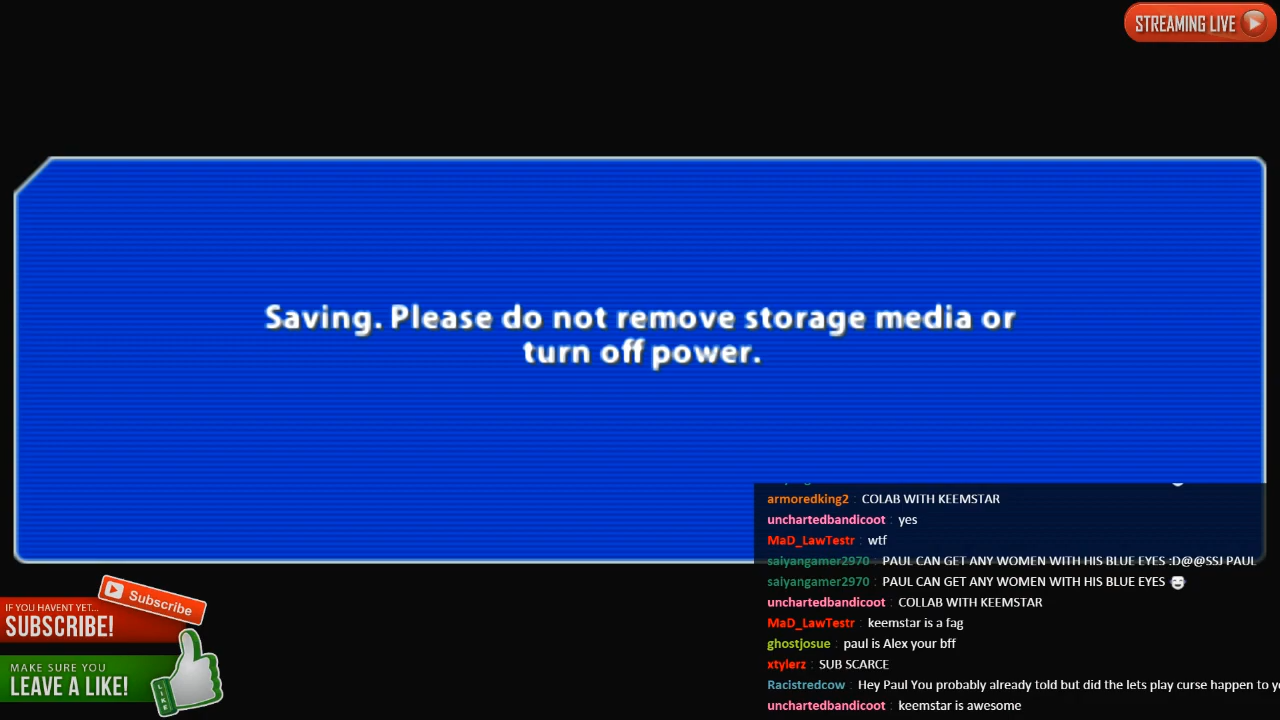 STREAMING LIVE
Saving. Please do not remove storage media or
turn off power.
armoredking2 : COLAB WITH KEEMSTAR
unchartedbandicoot : yes
MaD_LawTestr : wtf
saiyangamer2970 : PAUL CAN GET ANY WOMEN WITH HIS BLUE EYES :D@@SSJ PAUL
saiyangamer2970 : PAUL CAN GET ANY WOMEN WITH HIS BLUE EYES
unchartedbandicoot : COLLAB WITH KEEMSTAR
MaD_LawTestr : keemstar is a fag
ghostjosue : paul is Alex your bff
xtylerz : SUB SCARCE
Racistredcow : Hey Paul You probably already told but did the lets play curse happen to
unchartedbandicoot : keemstar is awesome
Subscribe
IF YOU HAVENT YET...
SUBSCRIBE!
MAKE SURE YOU
LEAVE A LIKE!
LIKE